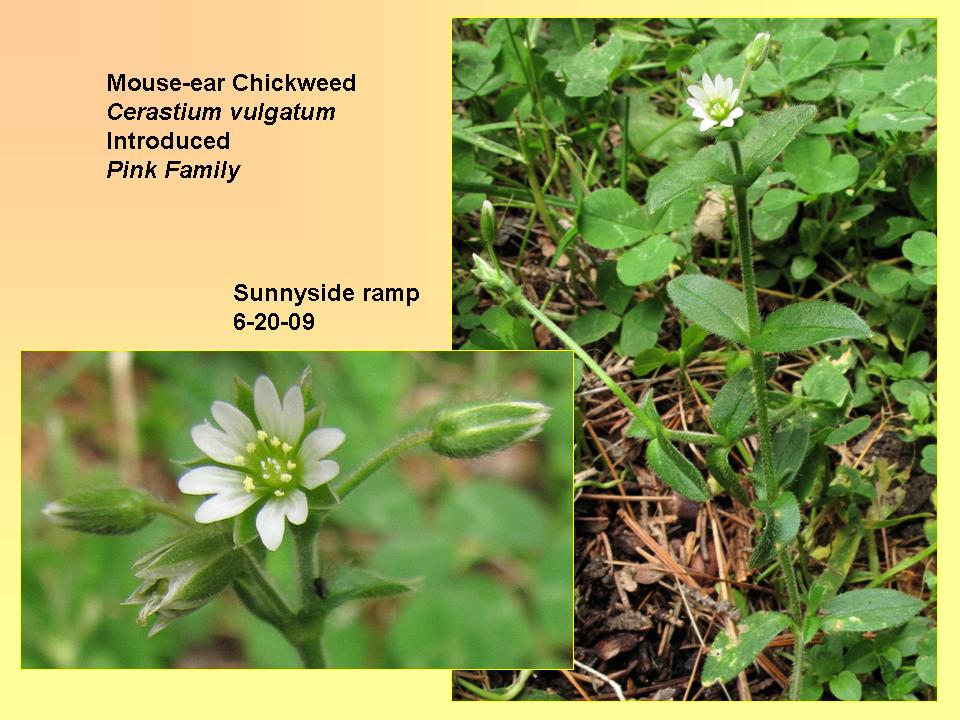 Mouse-ear Chickweed
Cerastium vulgatum
Introduced
Pink Family
Sunnyside ramp
6-20-09